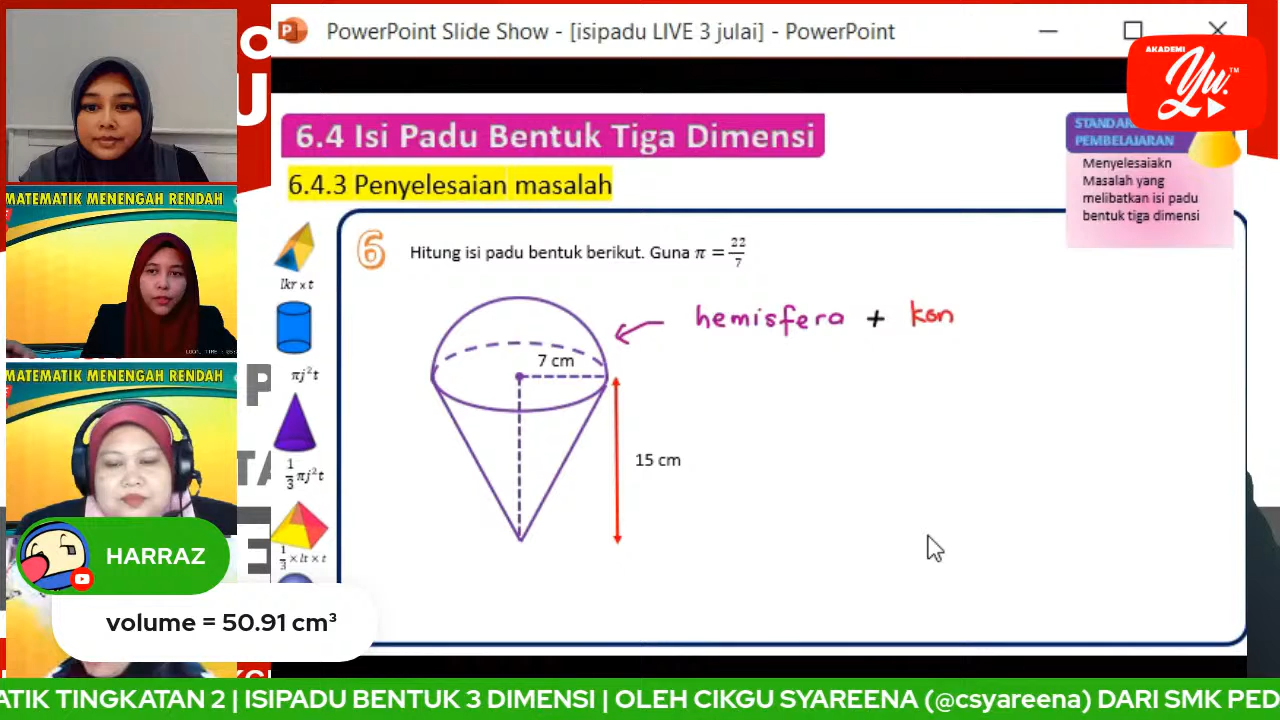 PowerPoint Slide Show - [isipadu LIVE 3 julai] - PowerPoint
AKADEMI
Yu.
TM
6.4 Isi Padu Bentuk Tiga Dimensi
6.4.3 Penyelesaian masalah
PEMBELAJARAN
Menyelesaiakn
Masalah yang
melibatkan isi padu
bentuk tiga dimensi
6
Hitung isi padu bentuk berikut. Guna π = 22/7
lkr x t
πj²t
1/3 πj²t
1/3 × lt × t
hemisfera + kon
7 cm
15 cm
MATEMATIK MENENGAH RENDAH
MATEMATIK MENENGAH RENDAH
HARRAZ
volume = 50.91 cm³
ATIK TINGKATAN 2 | ISIPADU BENTUK 3 DIMENSI | OLEH CIKGU SYAREENA (@csyareena) DARI SMK PED